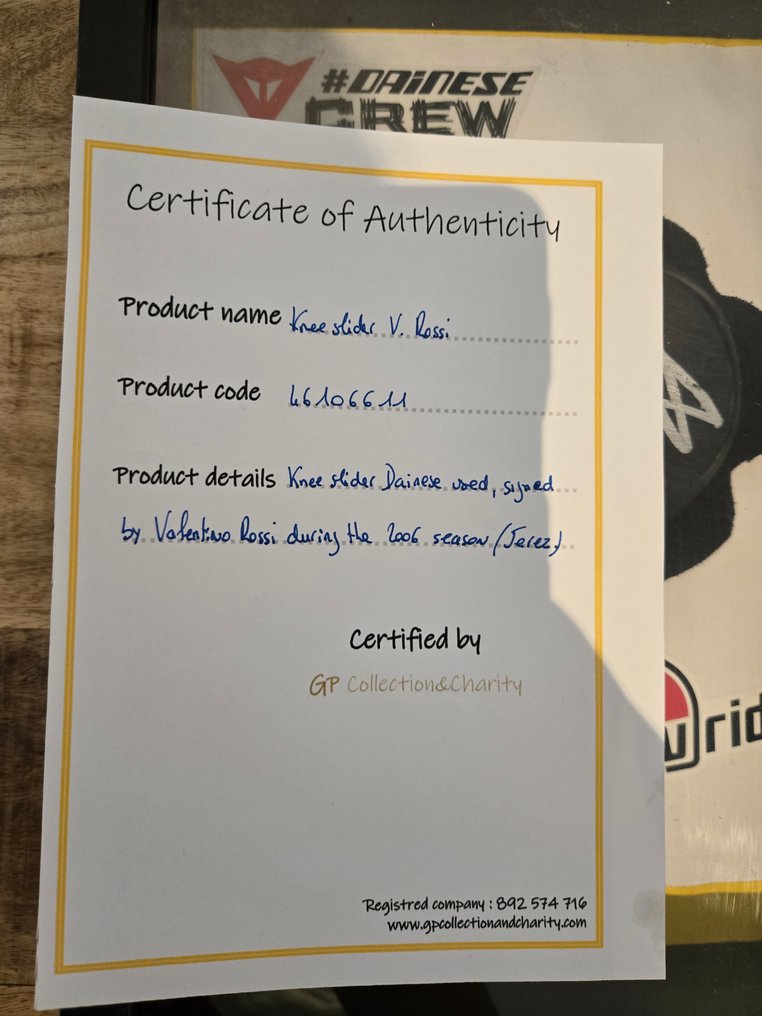 #DAINESE
CREW
Certificate of Authenticity
Product name Knee slider V. Rossi
Product code 46106611
Product details Knee slider Dainese used, signed
by Valentino Rossi during the 2006 season (Jerez)
Certified by
GP Collection&Charity
rid
Registred company : 892 574 716
www.gpcollectionandcharity.com